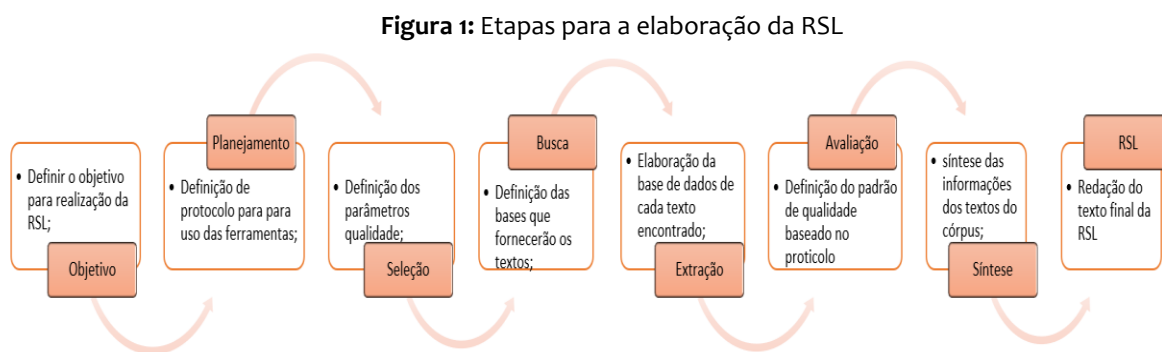 Figura 1: Etapas para a elaboração da RSL
• Definir o objetivo
para realização da
RSL;
Objetivo
Planejamento
• Definição de
protocolo para para
uso das ferramentas;
• Definição dos
parâmetros
qualidade;
Seleção
Busca
• Definição das
bases que
fornecerão os
textos;
• Elaboração da
base de dados de
cada texto
encontrado;
Extração
Avaliação
• Definição do padrão
de qualidade
baseado no
proticolo
• síntese das
informações
dos textos do
córpus;
Síntese
RSL
• Redação do
texto final da
RSL